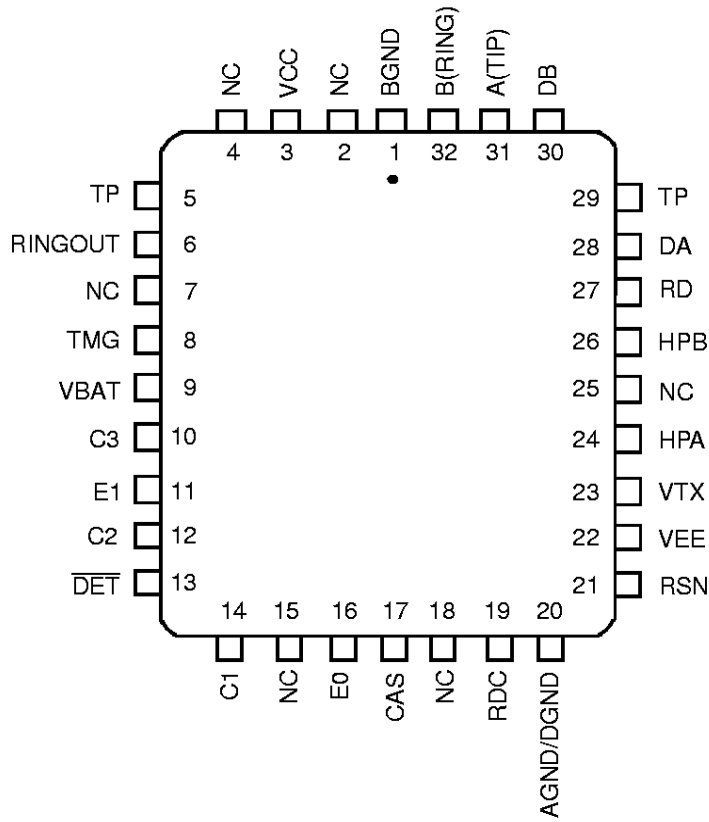 NC
VCC
NC
BGND
B(RING)
A(TIP)
DB
4
3
2
1
32
31
30
TP
5
29
TP
RINGOUT
6
28
DA
NC
7
27
RD
TMG
8
26
HPB
VBAT
9
25
NC
C3
10
24
HPA
E1
11
23
VTX
C2
12
22
VEE
DET
13
21
RSN
14
15
16
17
18
19
20
C1
NC
E0
CAS
NC
RDC
AGND/DGND